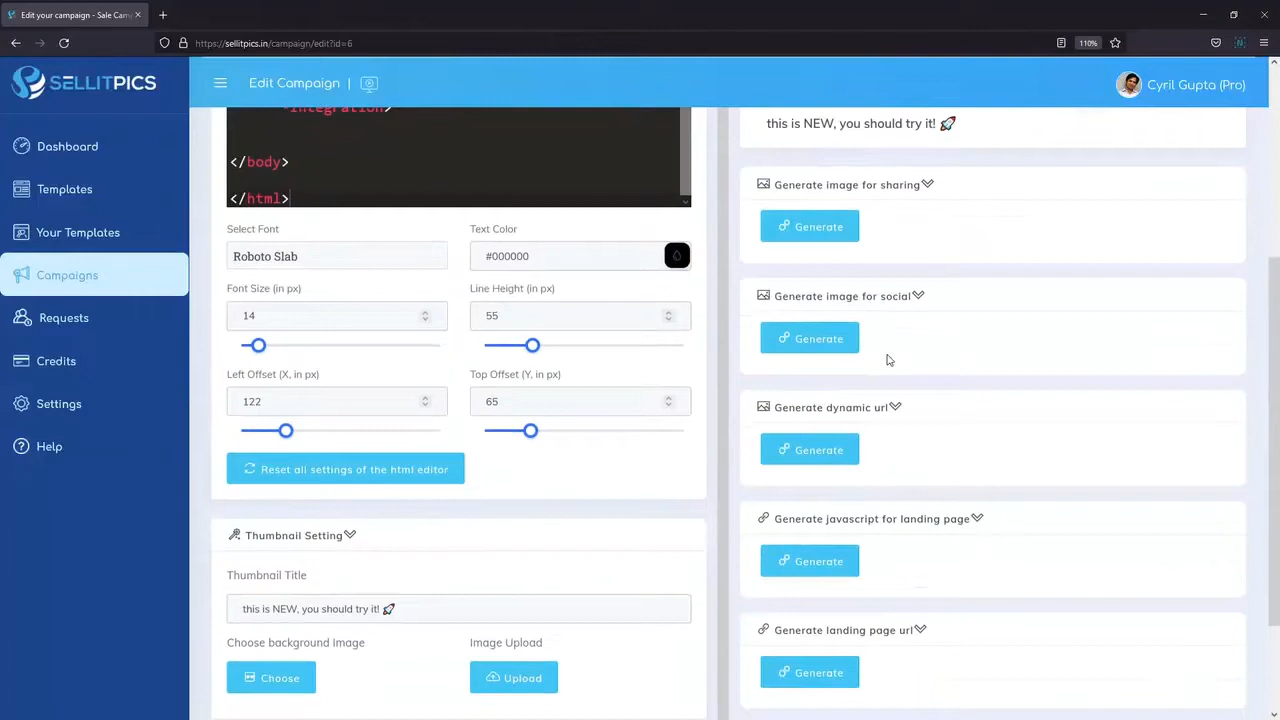 Edit your campaign - Sale Cam
https://sellitpics.in/campaign/edit?id=6
110%
SELLITPICS
Edit Campaign |
Cyril Gupta (Pro)
Dashboard
Templates
Your Templates
Campaigns
Requests
Credits
Settings
Help
</body>
</html>
Select Font
Text Color
Roboto Slab
#000000
Font Size (in px)
Line Height (in px)
14
55
Left Offset (X, in px)
Top Offset (Y, in px)
122
65
Reset all settings of the html editor
Thumbnail Setting
Thumbnail Title
this is NEW, you should try it! 🚀
Choose background Image
Image Upload
Choose
Upload
this is NEW, you should try it! 🚀
Generate image for sharing
Generate
Generate image for social
Generate
Generate dynamic url
Generate
Generate javascript for landing page
Generate
Generate landing page url
Generate